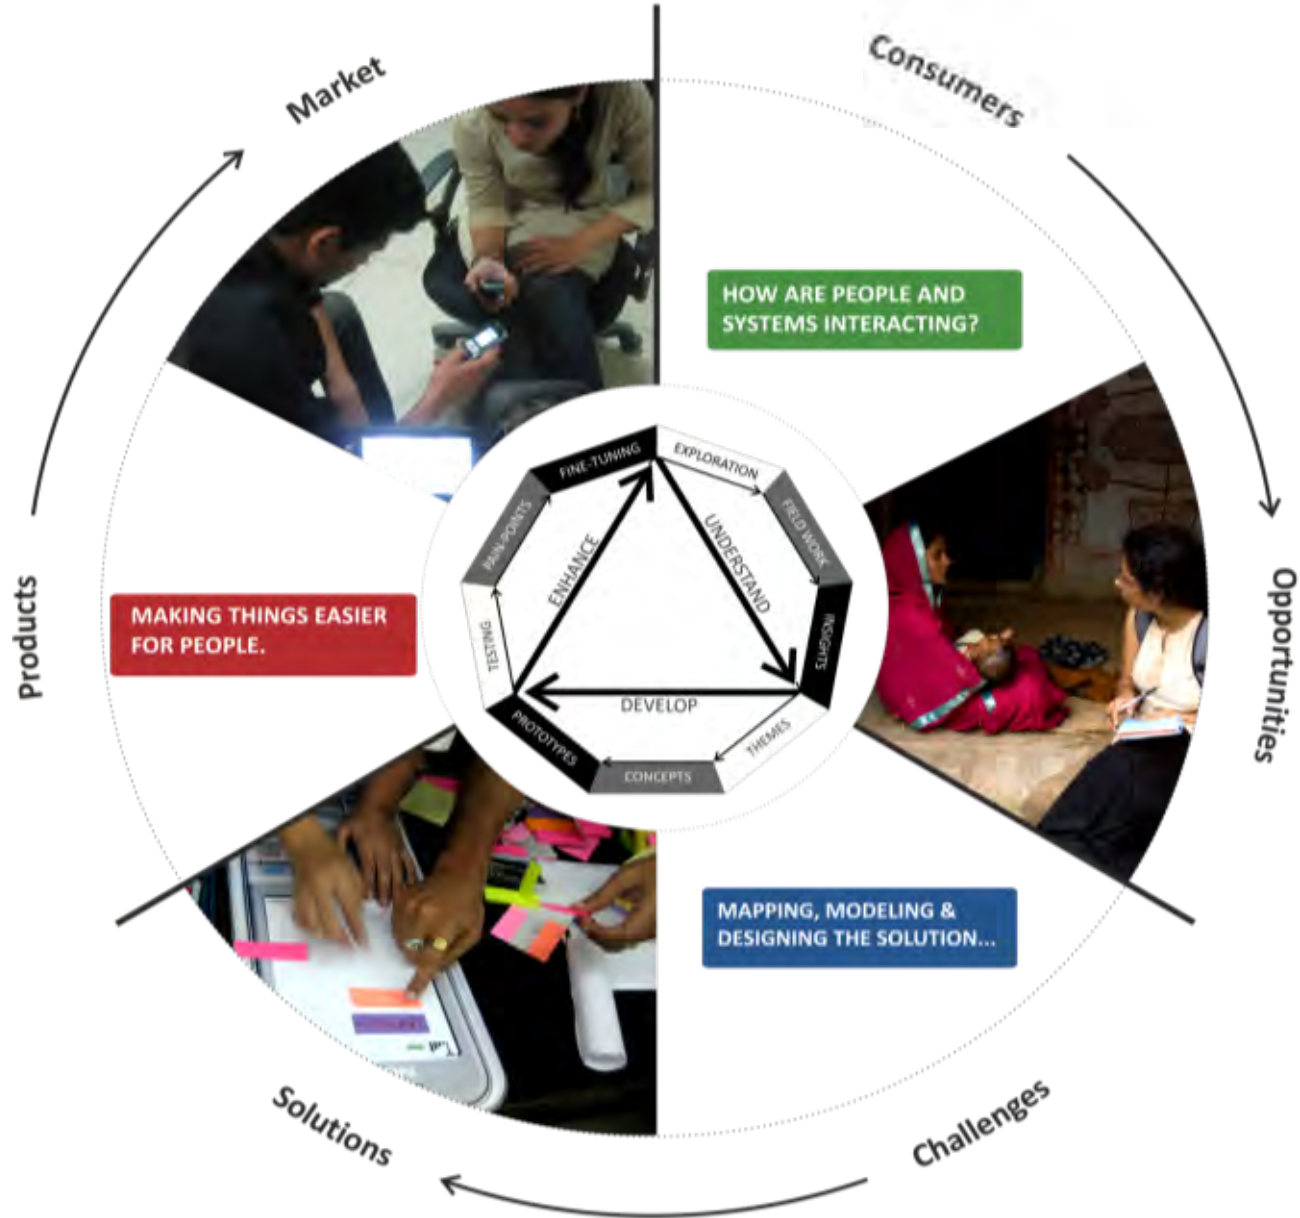 Market
Consumers
HOW ARE PEOPLE AND
SYSTEMS INTERACTING?
Opportunities
MAPPING, MODELING &
DESIGNING THE SOLUTION...
Challenges
Solutions
Products
MAKING THINGS EASIER
FOR PEOPLE.
EXPLORATION
FIELD WORK
INSIGHTS
THEMES
CONCEPTS
PROTOTYPES
TESTING
PAIN-POINTS
FINE-TUNING
UNDERSTAND
DEVELOP
ENHANCE